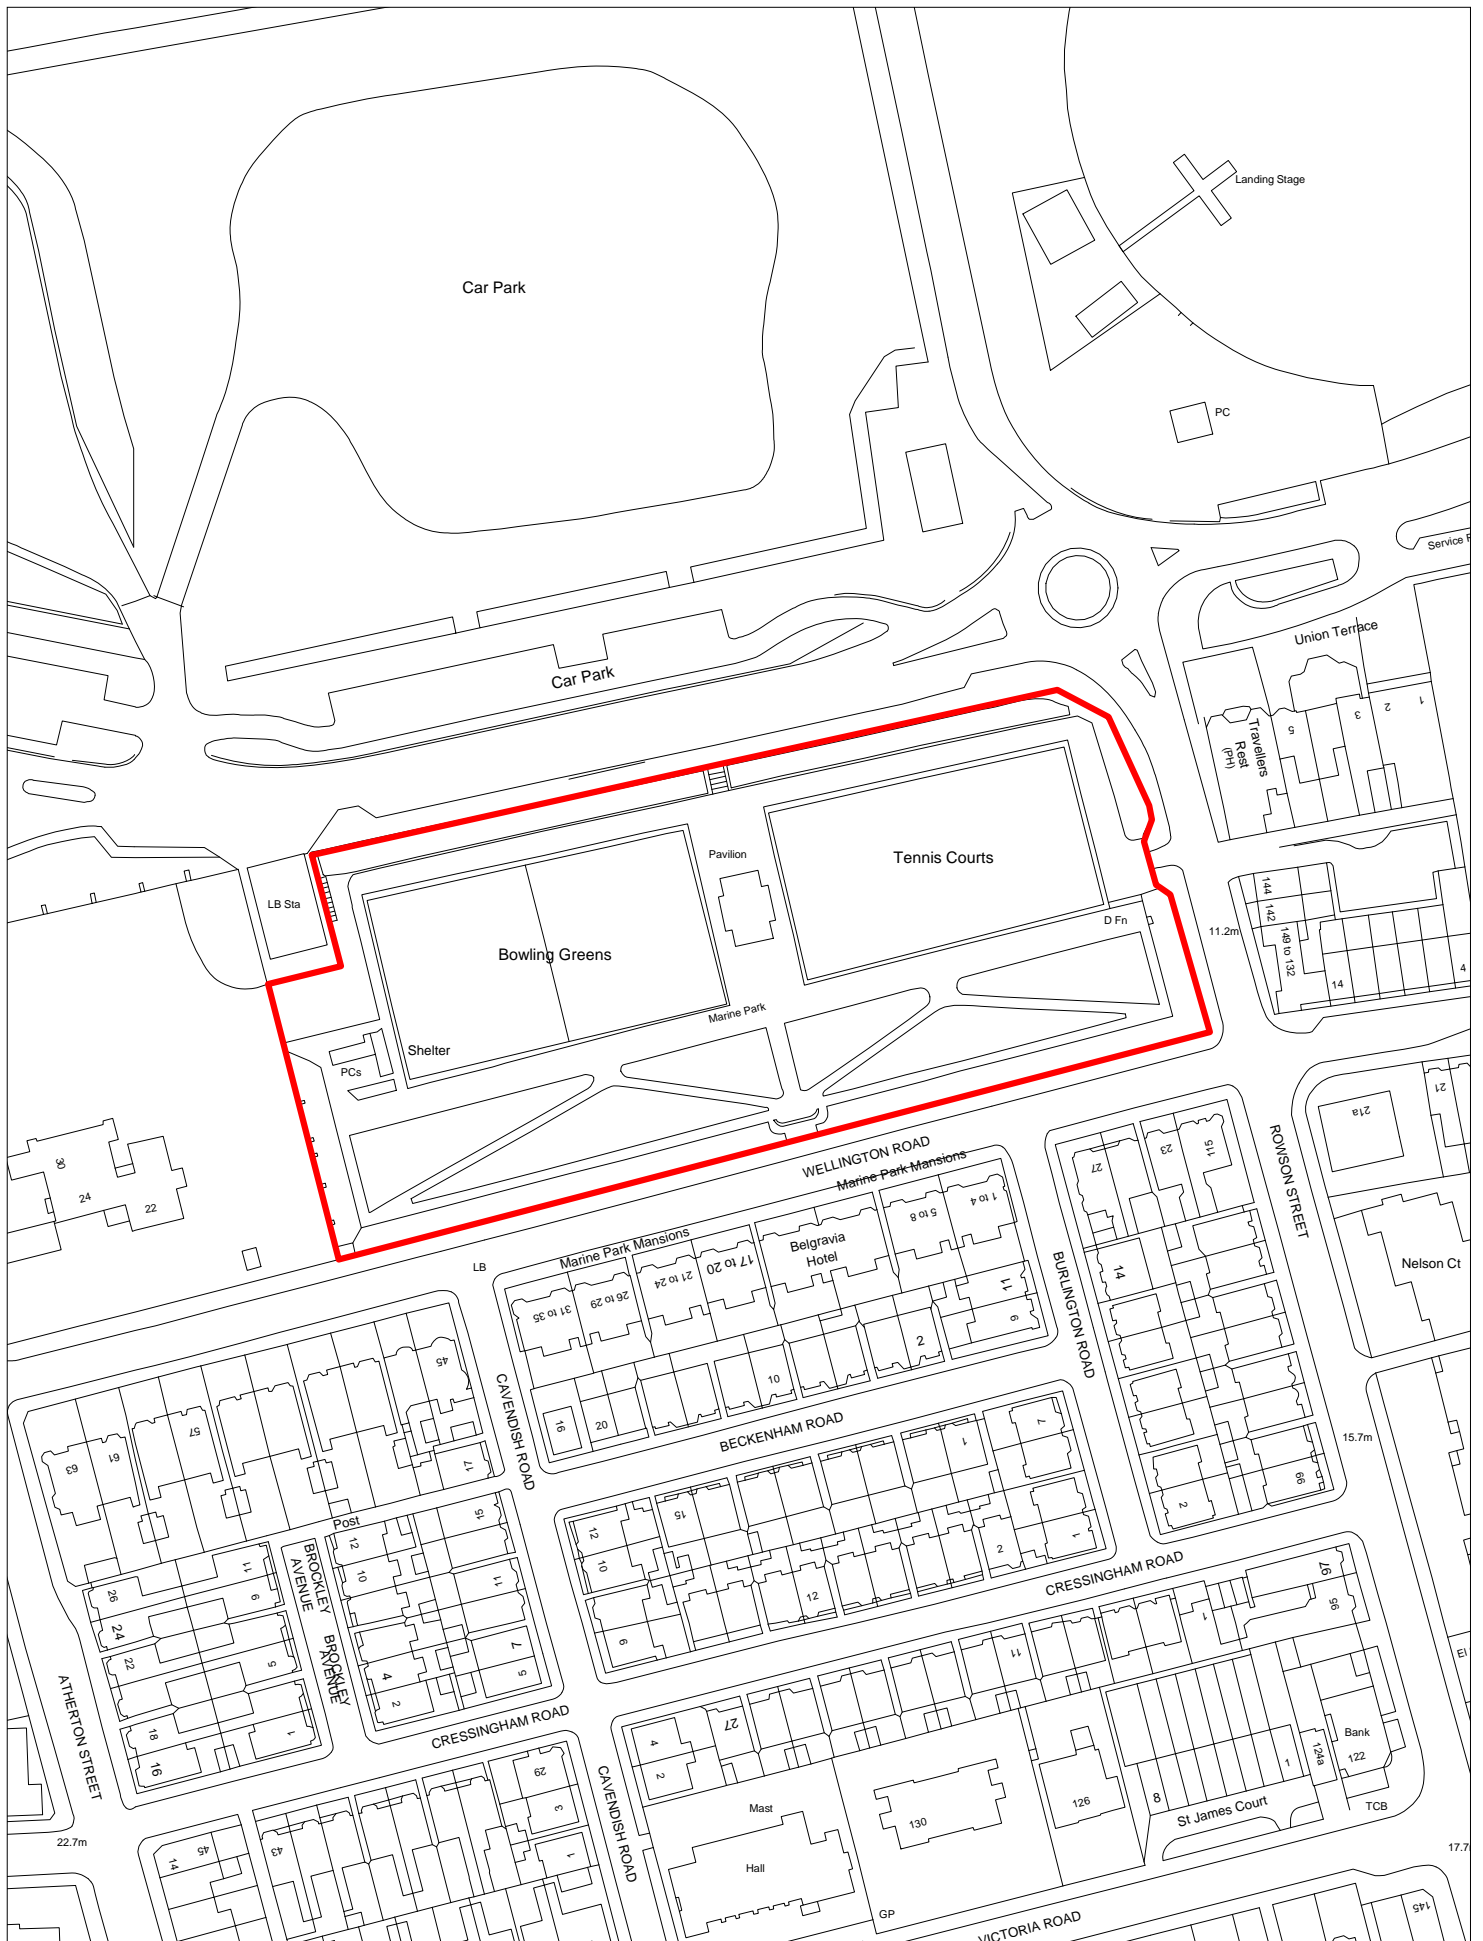 Landing Stage
Car Park
PC
Service
Union Terrace
Car Park
Travellers
Rest
(PH)
5
3
2
1
Pavilion
Tennis Courts
LB Sta
Bowling Greens
D Fn
11.2m
144
142
149 to 132
14
4
Marine Park
Shelter
PCs
30
24
22
WELLINGTON ROAD
Marine Park Mansions
27
23
115
ROWSON STREET
21a
21
Marine Park Mansions
LB
31 to 35
26 to 29
21 to 24
17 to 20
Belgravia
Hotel
5 to 8
1 to 4
11
9
BURLINGTON ROAD
14
Nelson Ct
45
CAVENDISH ROAD
16
20
10
2
BECKENHAM ROAD
63
61
57
17
15.7m
7
1
99
2
Post
12
10
15
12
10
15
1
2
12
BROCKLEY
AVENUE
BROCKLEY
AVENUE
11
9
26
24
22
5
18
16
1
11
7
5
4
2
6
CRESSINGHAM ROAD
97
95
1
11
27
4
2
ATHERTON STREET
CRESSINGHAM ROAD
CAVENDISH ROAD
29
3
1
43
45
14
22.7m
Mast
Hall
130
126
8
1
124a
Bank
122
St James Court
TCB
El
17.7
GP
VICTORIA ROAD
145